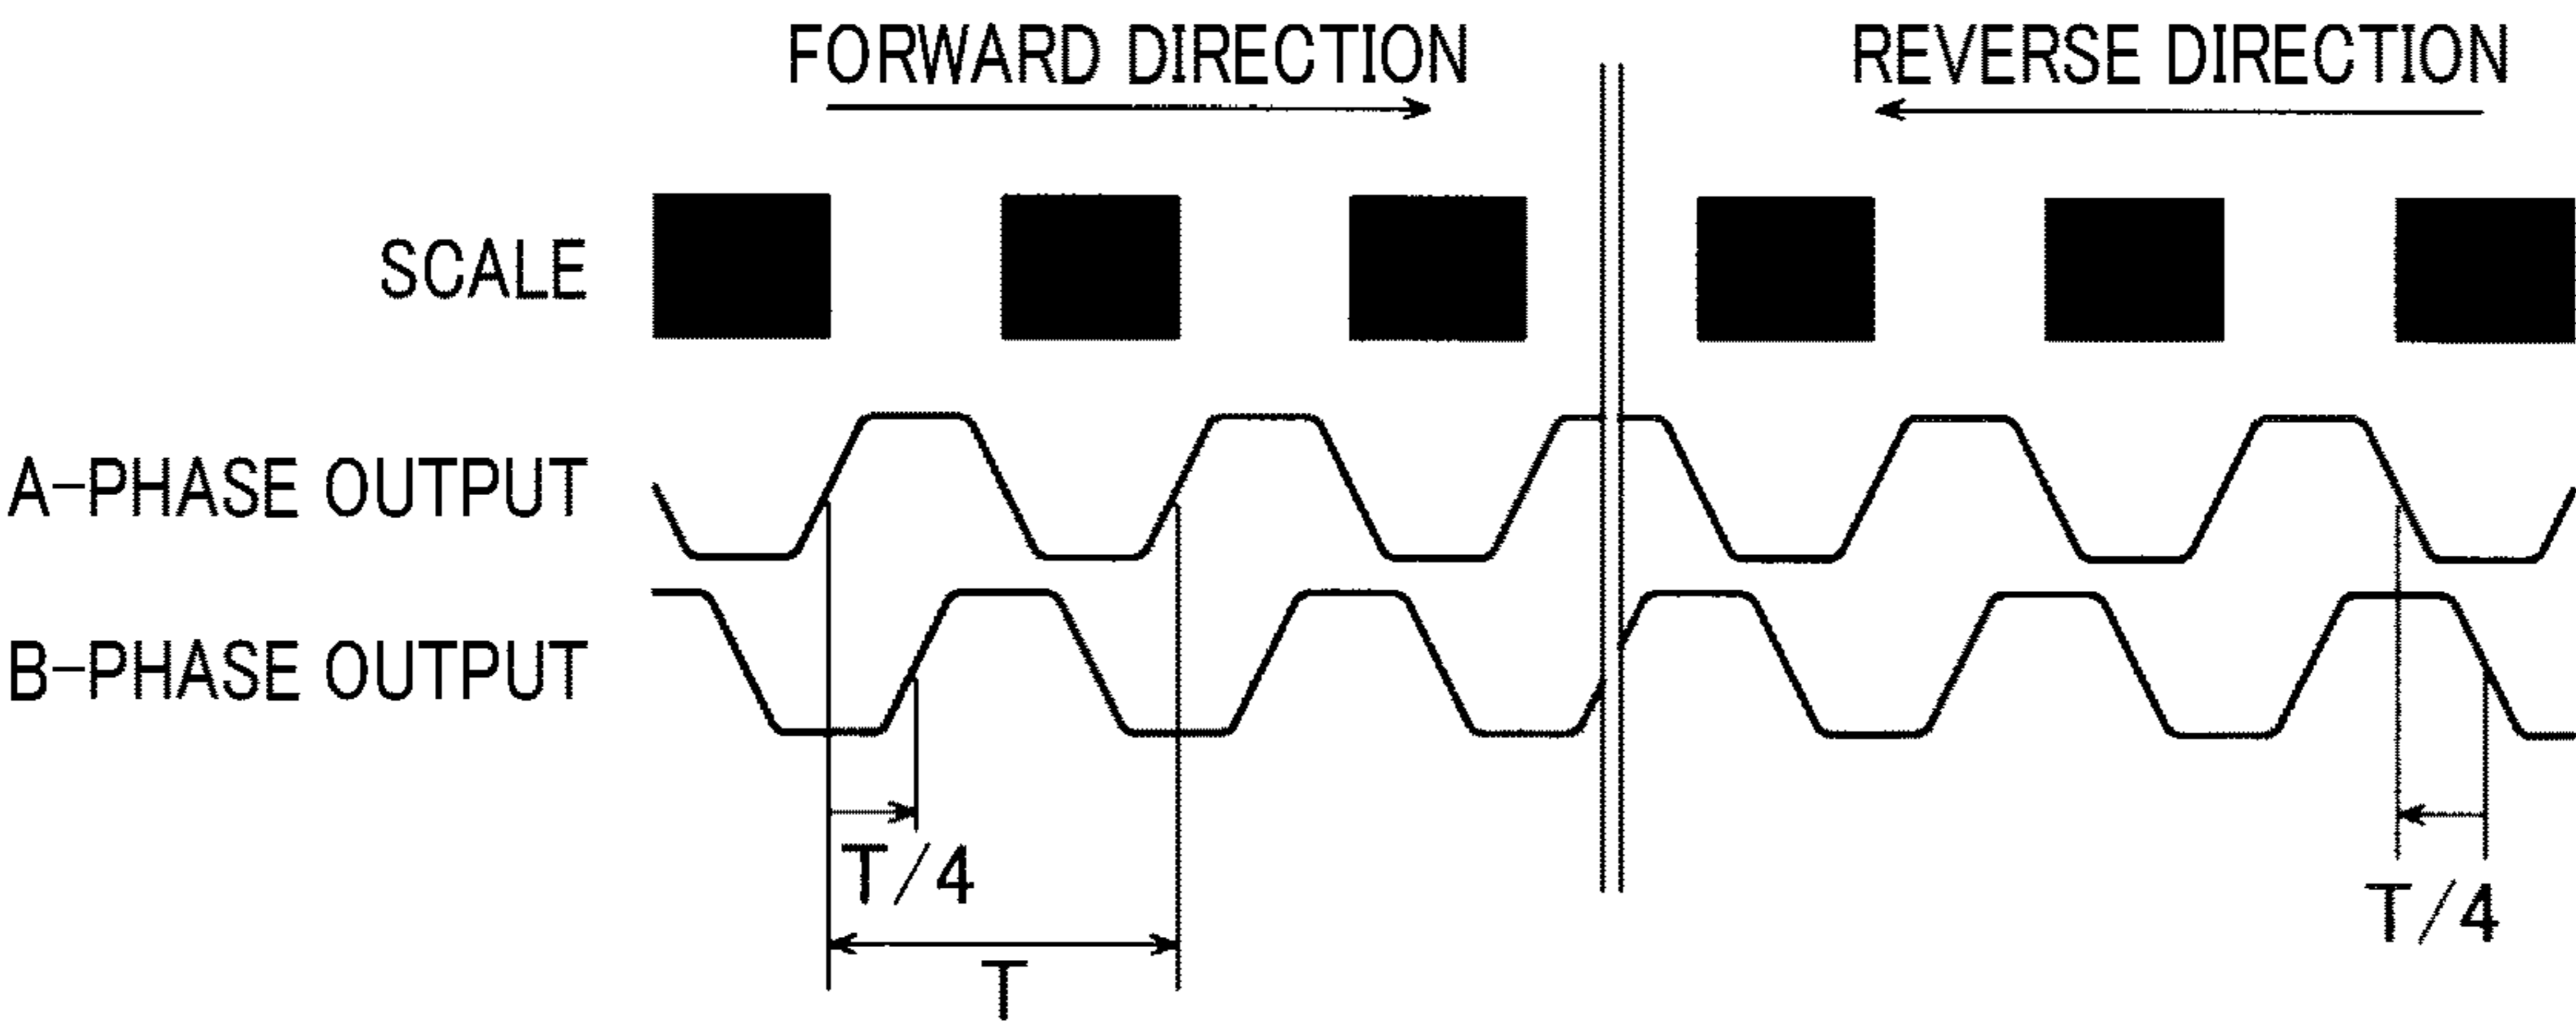 FORWARD DIRECTION
REVERSE DIRECTION
SCALE
A-PHASE OUTPUT
B-PHASE OUTPUT
T/4
T/4
T